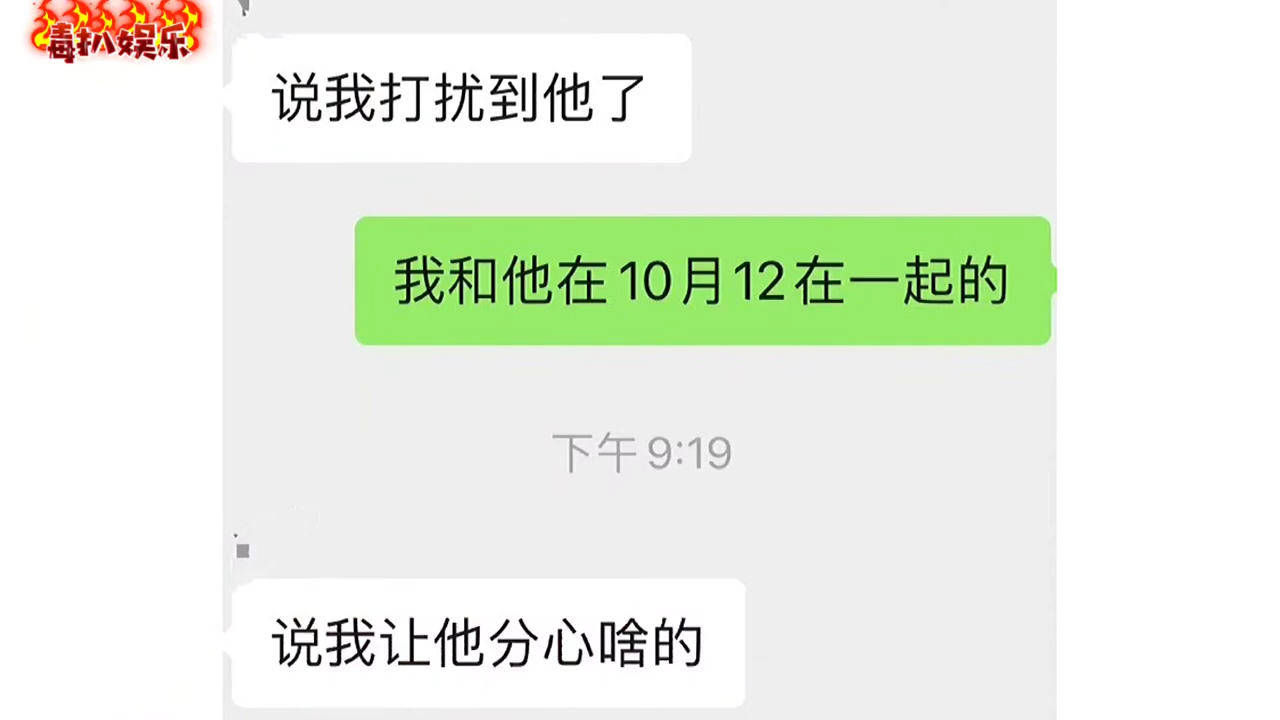 毒扒娱乐
说我打扰到他了
我和他在10月12在一起的
下午 9:19
说我让他分心啥的